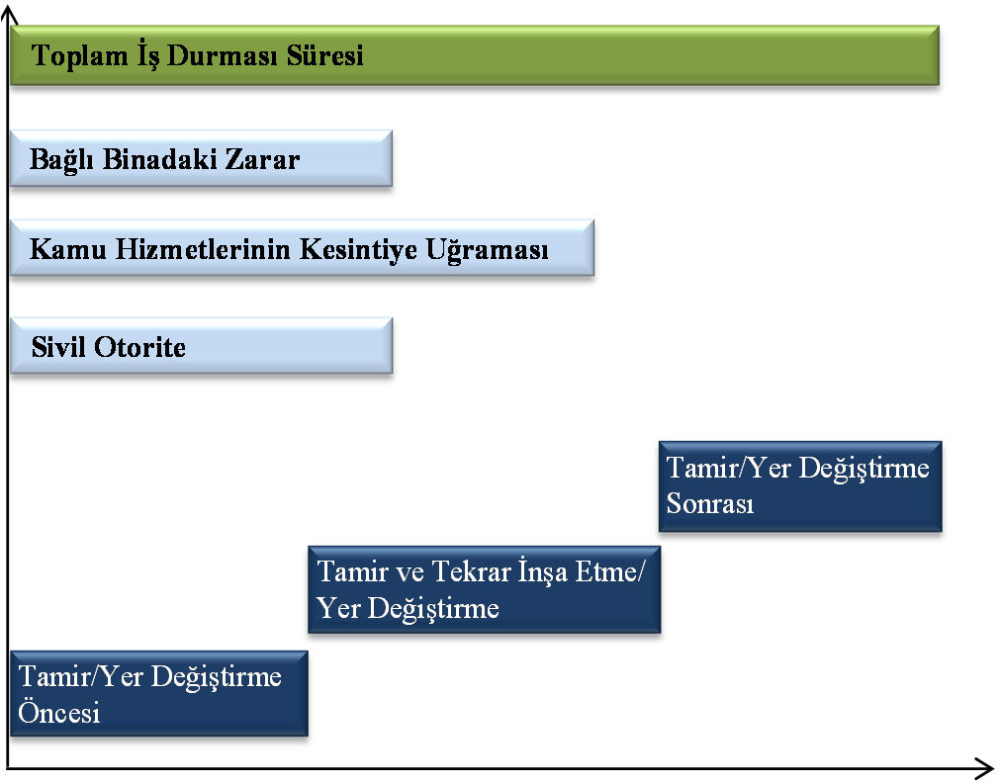 Toplam İş Durması Süresi
Bağlı Binadaki Zarar
Kamu Hizmetlerinin Kesintiye Uğraması
Sivil Otorite
Tamir/Yer Değiştirme
Sonrası
Tamir ve Tekrar İnşa Etme/
Yer Değiştirme
Tamir/Yer Değiştirme
Öncesi